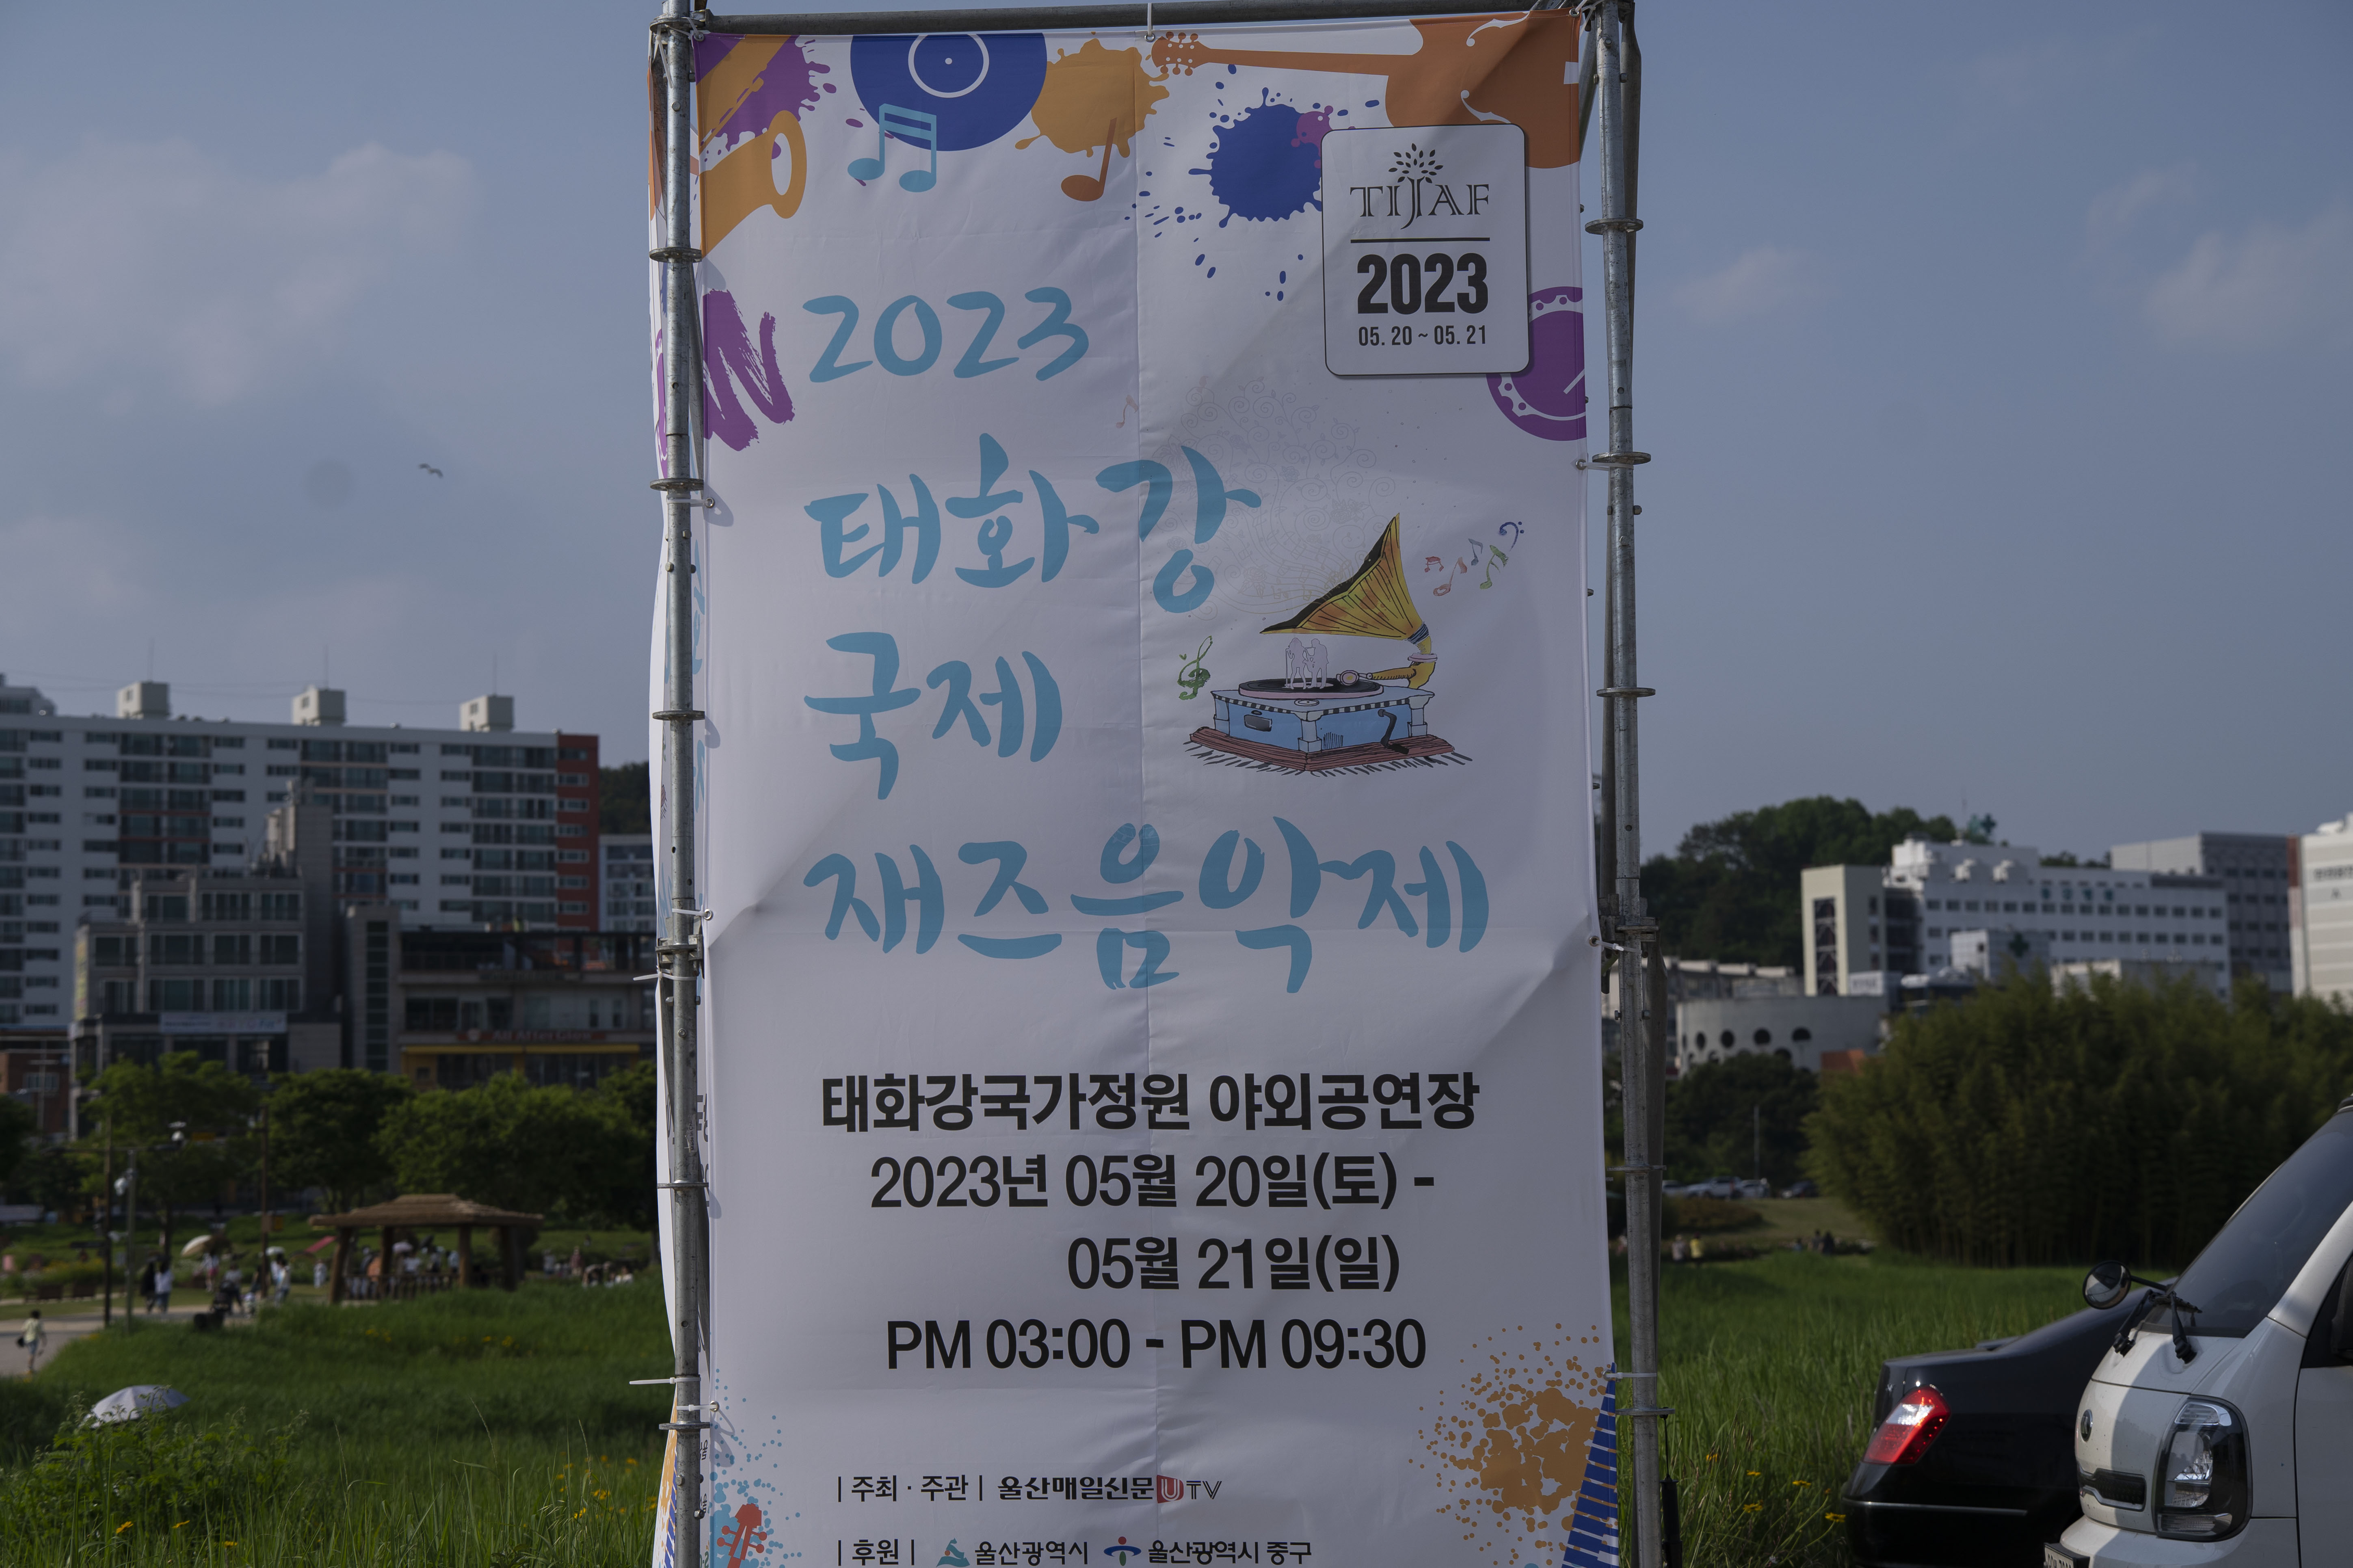 TIJAF
2023
05. 20 ~ 05. 21
2023
태화강
국제
재즈음악제
태화강국가정원 야외공연장
2023년 05월 20일(토) -
05월 21일(일)
PM 03:00 - PM 09:30
| 주최 · 주관 | 울산매일신문UTV
| 후원 | 울산광역시 울산광역시 중구